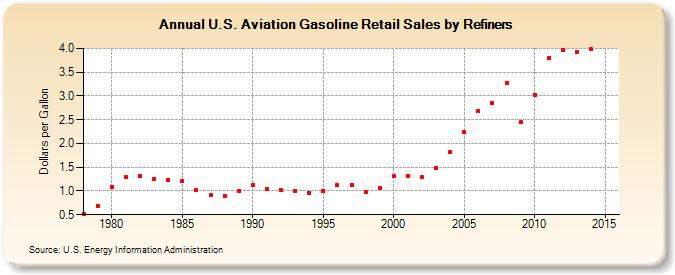 Annual U.S. Aviation Gasoline Retail Sales by Refiners
Dollars per Gallon
4.0
3.5
3.0
2.5
2.0
1.5
1.0
0.5
1980 1985 1990 1995 2000 2005 2010 2015
Source: U.S. Energy Information Administration